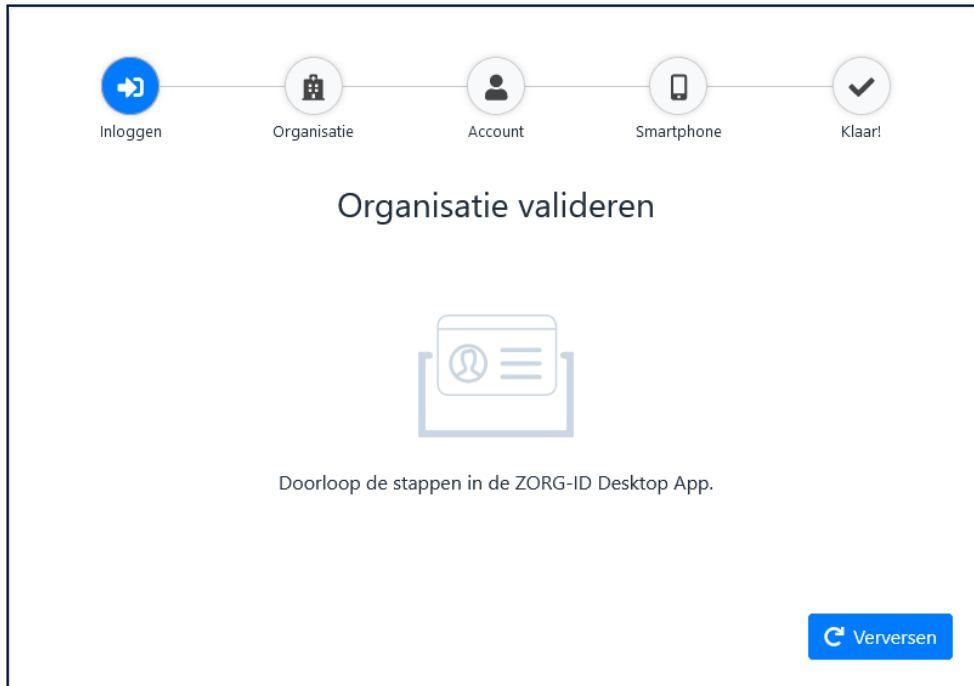 Inloggen Organisatie Account Smartphone Klaar!
Organisatie valideren
Doorloop de stappen in de ZORG-ID Desktop App.
Verversen